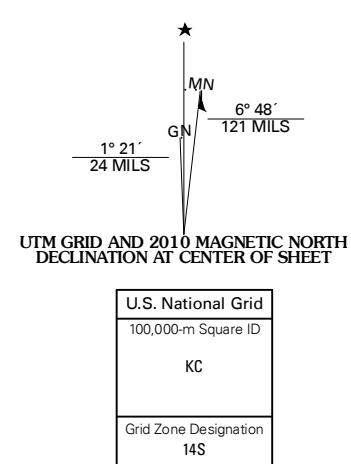 ★
MN
GN
6° 48´
121 MILS
1° 21´
24 MILS
UTM GRID AND 2010 MAGNETIC NORTH
DECLINATION AT CENTER OF SHEET
U.S. National Grid
100,000-m Square ID
KC
Grid Zone Designation
14S